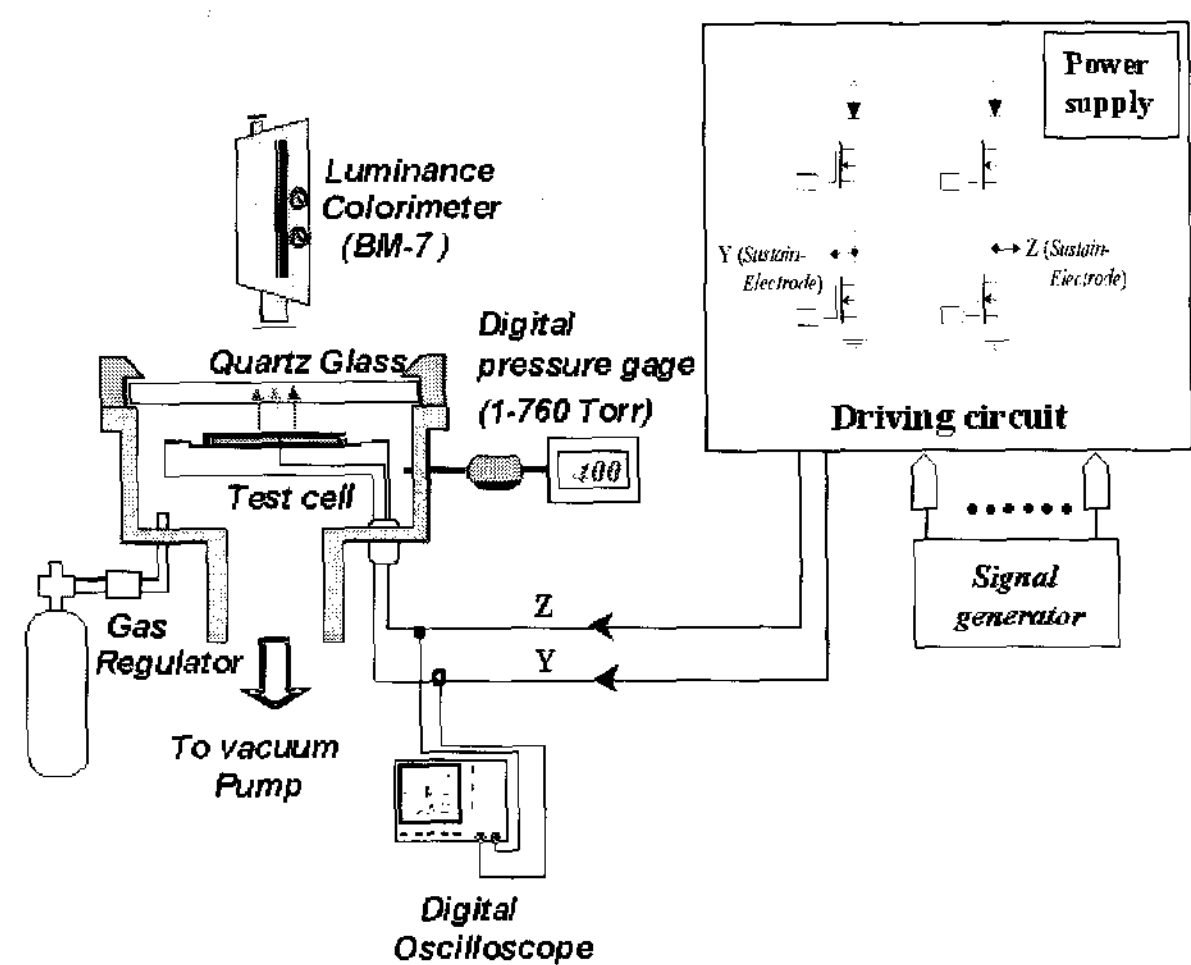 Power
supply
Luminance
Colorimeter
(BM-7)
Y (Sustain-
Electrode)
Z (Sustain-
Electrode)
Driving circuit
Quartz Glass
Digital
pressure gage
(1-760 Torr)
400
Test cell
Signal
generator
Gas
Regulator
Z
Y
To vacuum
Pump
Digital
Oscilloscope